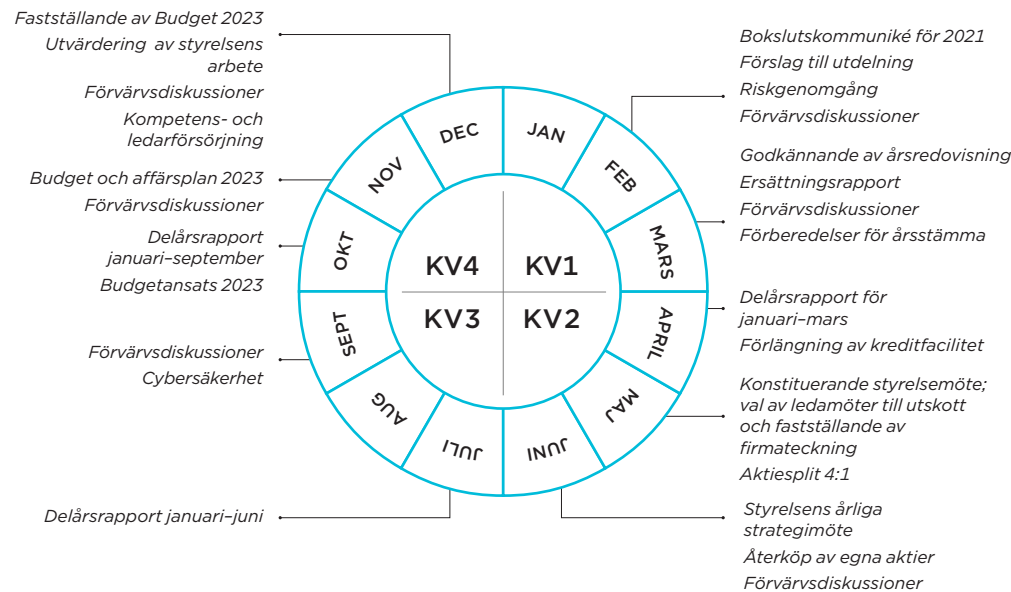 Fastställande av Budget 2023
Utvärdering av styrelsens
arbete
Förvärvsdiskussioner
Kompetens- och
ledarförsörjning
Budget och affärsplan 2023
Förvärvsdiskussioner
Delårsrapport
januari–september
Budgetansats 2023
Förvärvsdiskussioner
Cybersäkerhet
Delårsrapport januari–juni
JAN
FEB
MARS
APRIL
MAJ
JUNI
JULI
AUG
SEPT
OKT
NOV
DEC
KV4
KV1
KV3
KV2
Bokslutskommuniké för 2021
Förslag till utdelning
Riskgenomgång
Förvärvsdiskussioner
Godkännande av årsredovisning
Ersättningsrapport
Förvärvsdiskussioner
Förberedelser för årsstämma
Delårsrapport för
januari–mars
Förlängning av kreditfacilitet
Konstituerande styrelsemöte;
val av ledamöter till utskott
och fastställande av
firmateckning
Aktiesplit 4:1
Styrelsens årliga
strategimöte
Återköp av egna aktier
Förvärvsdiskussioner